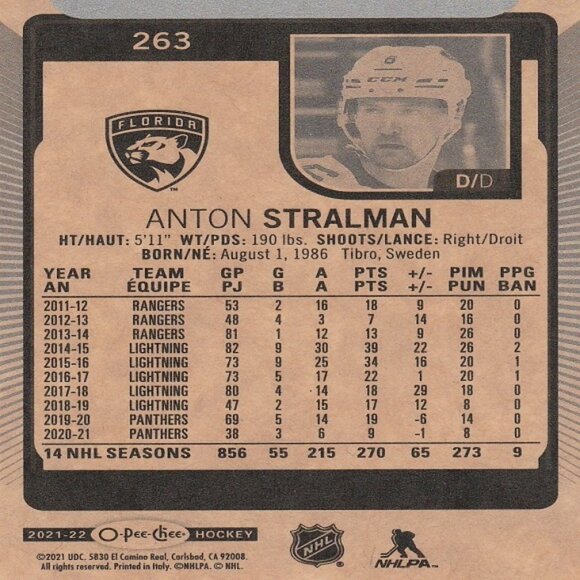 263
FLORIDA
6
CCM
D/D
ANTON STRALMAN
HT/HAUT: 5'11" WT/PDS: 190 lbs. SHOOTS/LANCE: Right/Droit
BORN/NÉ: August 1, 1986 Tibro, Sweden
YEAR TEAM GP G A PTS +/- PIM PPG
AN ÉQUIPE PJ B A PTS +/- PUN BAN
2011-12 RANGERS 53 2 16 18 9 20 0
2012-13 RANGERS 48 4 3 7 14 16 0
2013-14 RANGERS 81 1 12 13 9 26 0
2014-15 LIGHTNING 82 9 30 39 22 26 2
2015-16 LIGHTNING 73 9 25 34 16 20 1
2016-17 LIGHTNING 73 5 17 22 1 20 1
2017-18 LIGHTNING 80 4 14 18 29 18 0
2018-19 LIGHTNING 47 2 15 17 12 8 0
2019-20 PANTHERS 69 5 14 19 -6 14 0
2020-21 PANTHERS 38 3 6 9 -1 8 0
14 NHL SEASONS 856 55 215 270 65 273 9
2021-22 O-Pee-Chee HOCKEY
©2021 UDC. 5830 El Camino Real, Carlsbad, CA 92008.
All rights reserved. Printed in Italy. ©NHLPA. © NHL.
NHL
NHLPA™